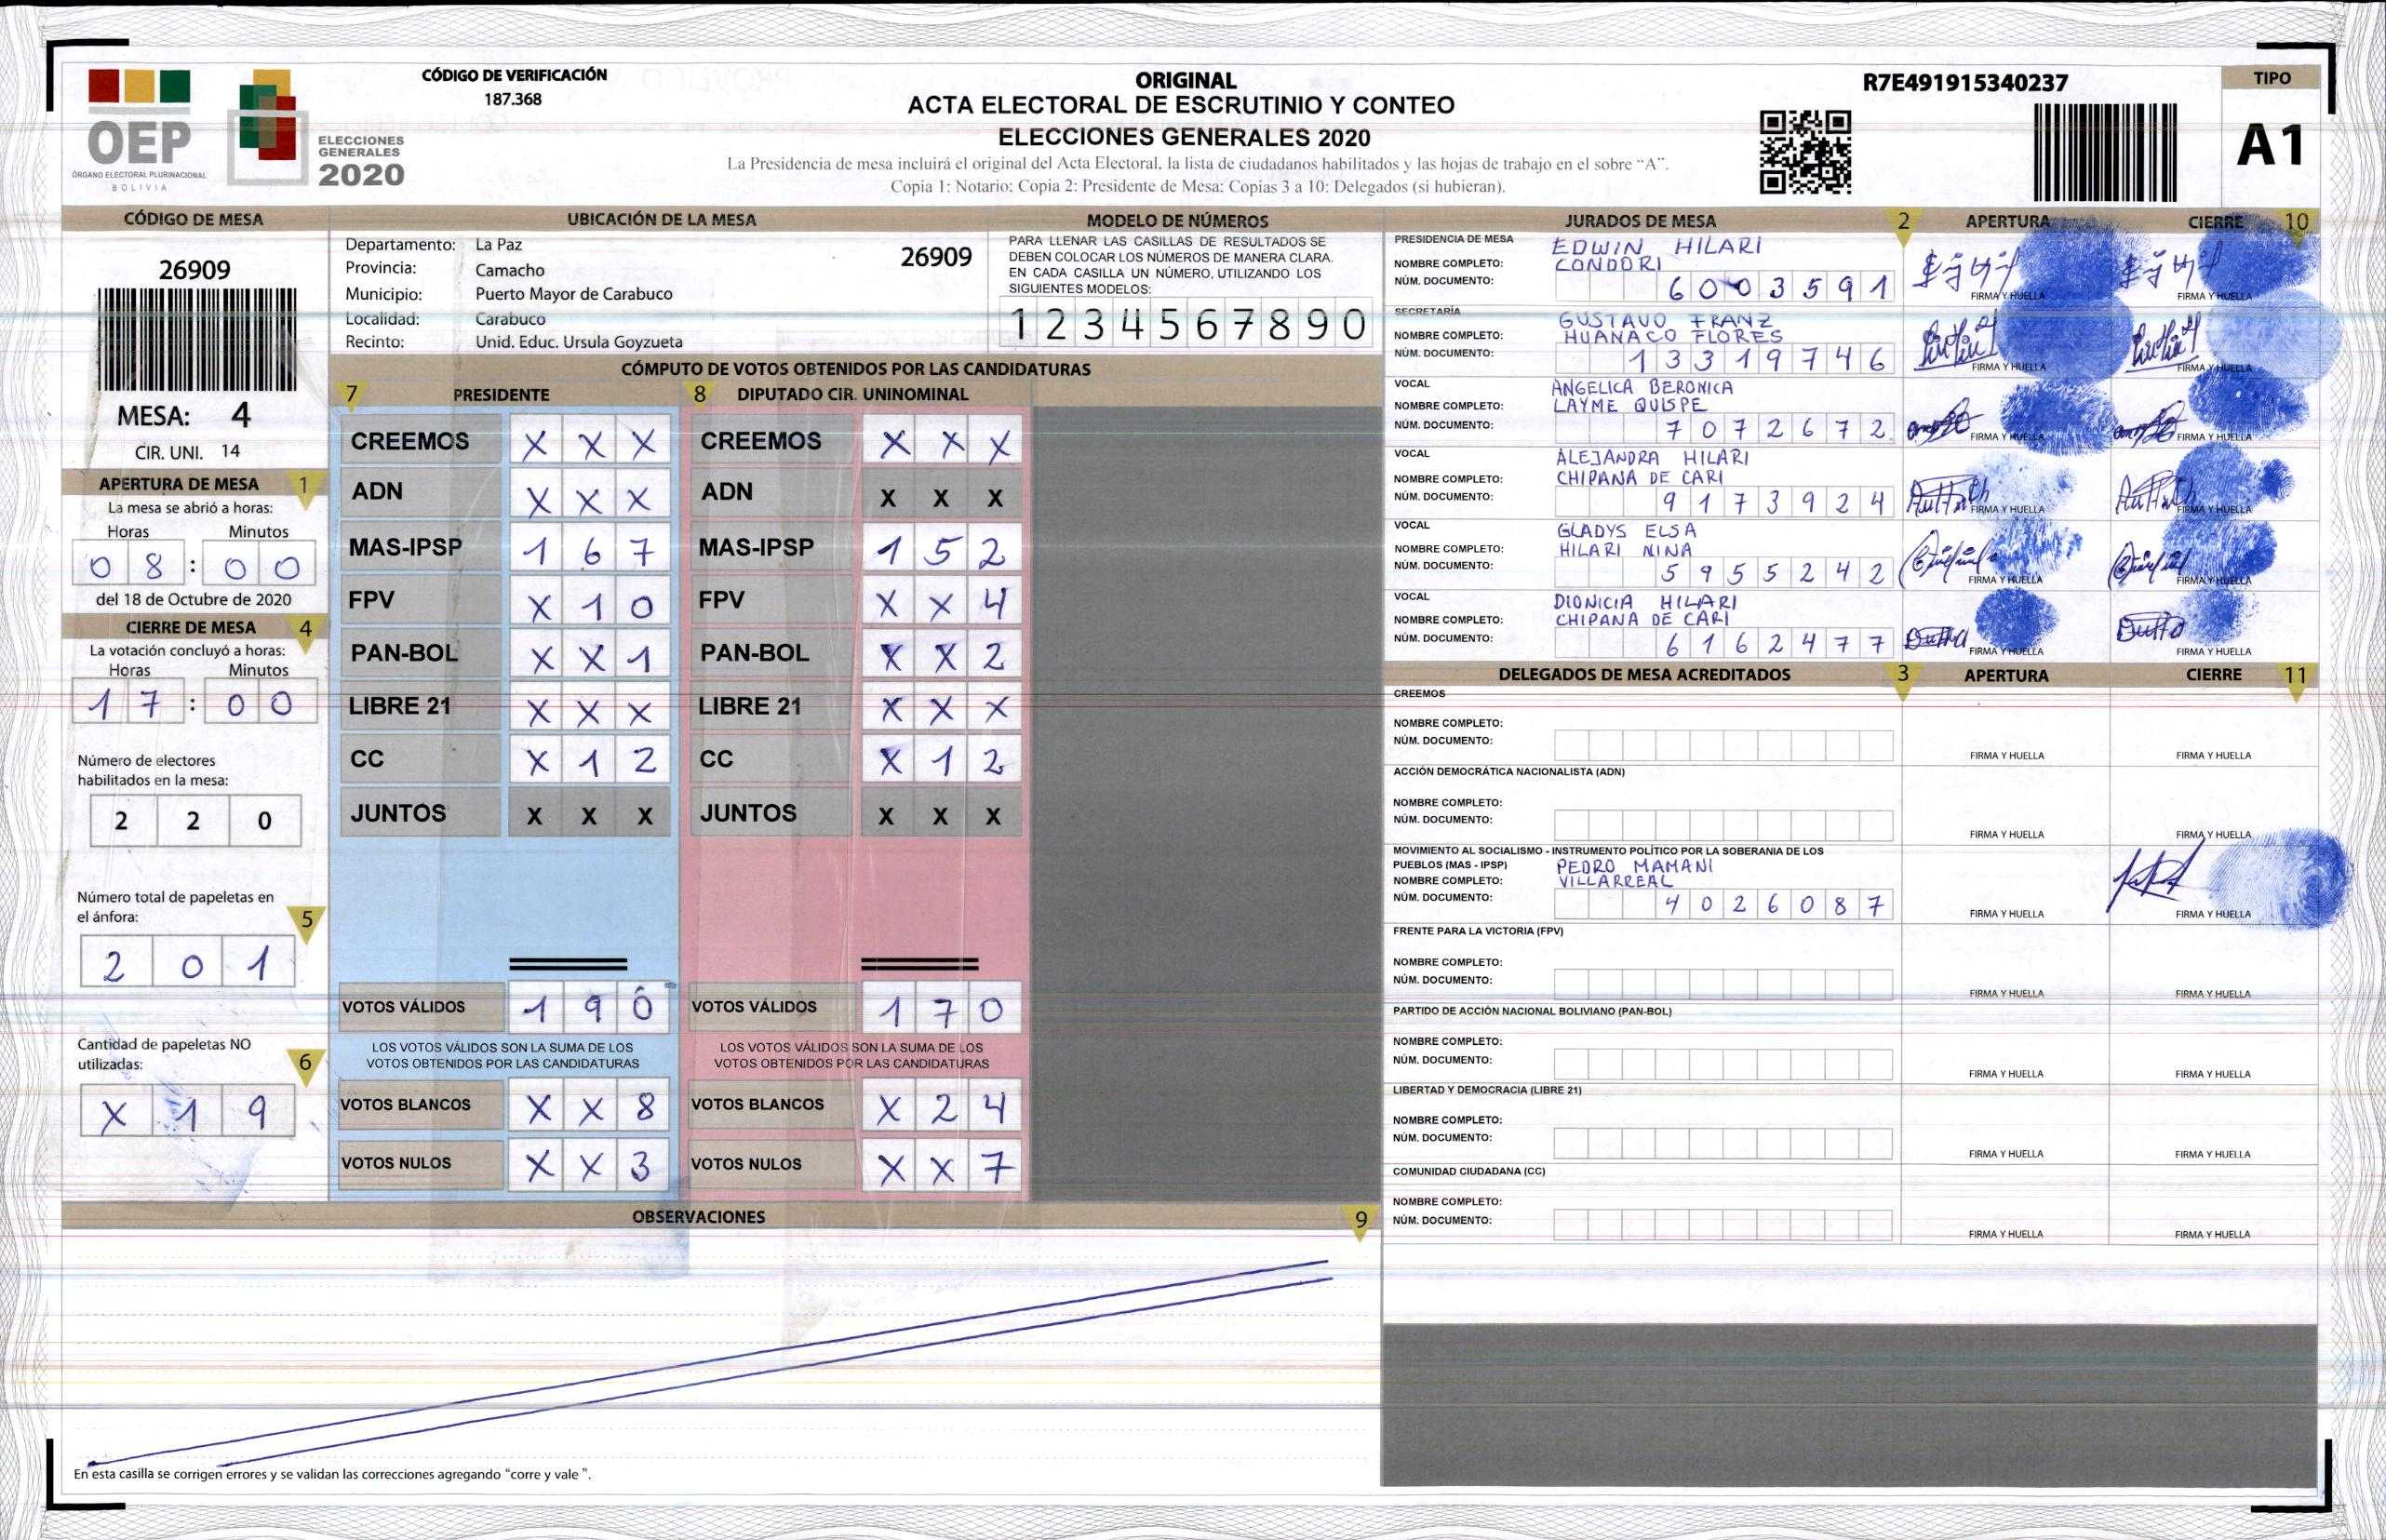 OEP
ÓRGANO ELECTORAL PLURINACIONAL
BOLIVIA
ELECCIONES
GENERALES
2020
CÓDIGO DE VERIFICACIÓN
187.368
ORIGINAL
ACTA ELECTORAL DE ESCRUTINIO Y CONTEO
ELECCIONES GENERALES 2020
La Presidencia de mesa incluirá el original del Acta Electoral, la lista de ciudadanos habilitados y las hojas de trabajo en el sobre “A”.
Copia 1: Notario; Copia 2: Presidente de Mesa; Copias 3 a 10: Delegados (si hubieran).
R7E491915340237
TIPO
A1
CÓDIGO DE MESA
26909
MESA: 4
CIR. UNI. 14
APERTURA DE MESA 1
La mesa se abrió a horas:
Horas Minutos
0 8 : 0 0
del 18 de Octubre de 2020
CIERRE DE MESA 4
La votación concluyó a horas:
Horas Minutos
1 7 : 0 0
Número de electores
habilitados en la mesa:
2 2 0
Número total de papeletas en
el ánfora: 5
2 0 1
Cantidad de papeletas NO
utilizadas: 6
X 1 9
UBICACIÓN DE LA MESA
Departamento: La Paz 26909
Provincia: Camacho
Municipio: Puerto Mayor de Carabuco
Localidad: Carabuco
Recinto: Unid. Educ. Ursula Goyzueta
MODELO DE NÚMEROS
PARA LLENAR LAS CASILLAS DE RESULTADOS SE
DEBEN COLOCAR LOS NÚMEROS DE MANERA CLARA.
EN CADA CASILLA UN NÚMERO, UTILIZANDO LOS
SIGUIENTES MODELOS:
1 2 3 4 5 6 7 8 9 0
CÓMPUTO DE VOTOS OBTENIDOS POR LAS CANDIDATURAS
7 PRESIDENTE 8 DIPUTADO CIR. UNINOMINAL
CREEMOS X X X CREEMOS X X X
ADN X X X ADN X X X
MAS-IPSP 1 6 7 MAS-IPSP 1 5 2
FPV X 1 0 FPV X X 4
PAN-BOL X X 1 PAN-BOL X X 2
LIBRE 21 X X X LIBRE 21 X X X
CC X 1 2 CC X 1 2
JUNTOS X X X JUNTOS X X X
VOTOS VÁLIDOS 1 9 0 VOTOS VÁLIDOS 1 7 0
LOS VOTOS VÁLIDOS SON LA SUMA DE LOS LOS VOTOS VÁLIDOS SON LA SUMA DE LOS
VOTOS OBTENIDOS POR LAS CANDIDATURAS VOTOS OBTENIDOS POR LAS CANDIDATURAS
VOTOS BLANCOS X X 8 VOTOS BLANCOS X 2 4
VOTOS NULOS X X 3 VOTOS NULOS X X 7
OBSERVACIONES 9
En esta casilla se corrigen errores y se validan las correcciones agregando “corre y vale”.
JURADOS DE MESA 2 APERTURA CIERRE 10
PRESIDENCIA DE MESA EDWIN HILARI
NOMBRE COMPLETO: CONDORI
NÚM. DOCUMENTO: 6 0 0 3 5 9 1
FIRMA Y HUELLA FIRMA Y HUELLA
SECRETARÍA GUSTAVO FRANZ
NOMBRE COMPLETO: HUANACO FLORES
NÚM. DOCUMENTO: 1 3 3 1 9 7 4 6
FIRMA Y HUELLA FIRMA Y HUELLA
VOCAL ANGELICA BERONICA
NOMBRE COMPLETO: LAYME QUISPE
NÚM. DOCUMENTO: 7 0 7 2 6 7 2
FIRMA Y HUELLA FIRMA Y HUELLA
VOCAL ALEJANDRA HILARI
NOMBRE COMPLETO: CHIPANA DE CARI
NÚM. DOCUMENTO: 9 1 7 3 9 2 4
FIRMA Y HUELLA FIRMA Y HUELLA
VOCAL GLADYS ELSA
NOMBRE COMPLETO: HILARI NINA
NÚM. DOCUMENTO: 5 9 5 5 2 4 2
FIRMA Y HUELLA FIRMA Y HUELLA
VOCAL DIONICIA HILARI
NOMBRE COMPLETO: CHIPANA DE CARI
NÚM. DOCUMENTO: 6 1 6 2 4 7 7
FIRMA Y HUELLA FIRMA Y HUELLA
DELEGADOS DE MESA ACREDITADOS 3 APERTURA CIERRE 11
CREEMOS
NOMBRE COMPLETO:
NÚM. DOCUMENTO:
FIRMA Y HUELLA FIRMA Y HUELLA
ACCIÓN DEMOCRÁTICA NACIONALISTA (ADN)
NOMBRE COMPLETO:
NÚM. DOCUMENTO:
FIRMA Y HUELLA FIRMA Y HUELLA
MOVIMIENTO AL SOCIALISMO - INSTRUMENTO POLÍTICO POR LA SOBERANIA DE LOS
PUEBLOS (MAS - IPSP) PEDRO MAMANI
NOMBRE COMPLETO: VILLARREAL
NÚM. DOCUMENTO: 4 0 2 6 0 8 7
FIRMA Y HUELLA FIRMA Y HUELLA
FRENTE PARA LA VICTORIA (FPV)
NOMBRE COMPLETO:
NÚM. DOCUMENTO:
FIRMA Y HUELLA FIRMA Y HUELLA
PARTIDO DE ACCIÓN NACIONAL BOLIVIANO (PAN-BOL)
NOMBRE COMPLETO:
NÚM. DOCUMENTO:
FIRMA Y HUELLA FIRMA Y HUELLA
LIBERTAD Y DEMOCRACIA (LIBRE 21)
NOMBRE COMPLETO:
NÚM. DOCUMENTO:
FIRMA Y HUELLA FIRMA Y HUELLA
COMUNIDAD CIUDADANA (CC)
NOMBRE COMPLETO:
NÚM. DOCUMENTO:
FIRMA Y HUELLA FIRMA Y HUELLA